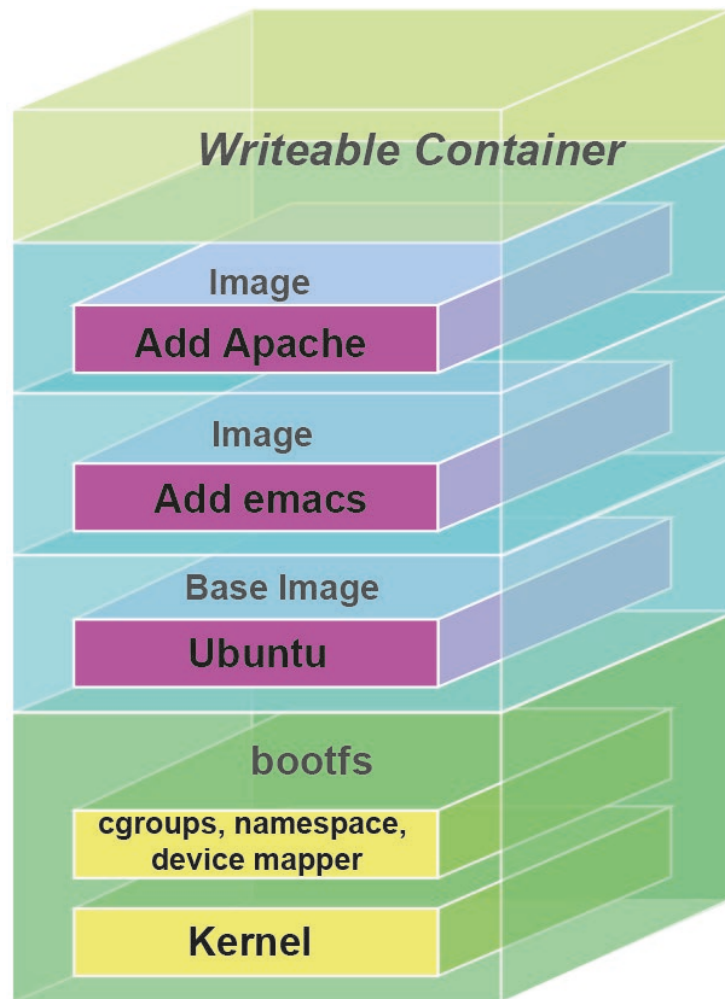 Writeable Container
Image
Add Apache
Image
Add emacs
Base Image
Ubuntu
bootfs
cgroups, namespace,
device mapper
Kernel